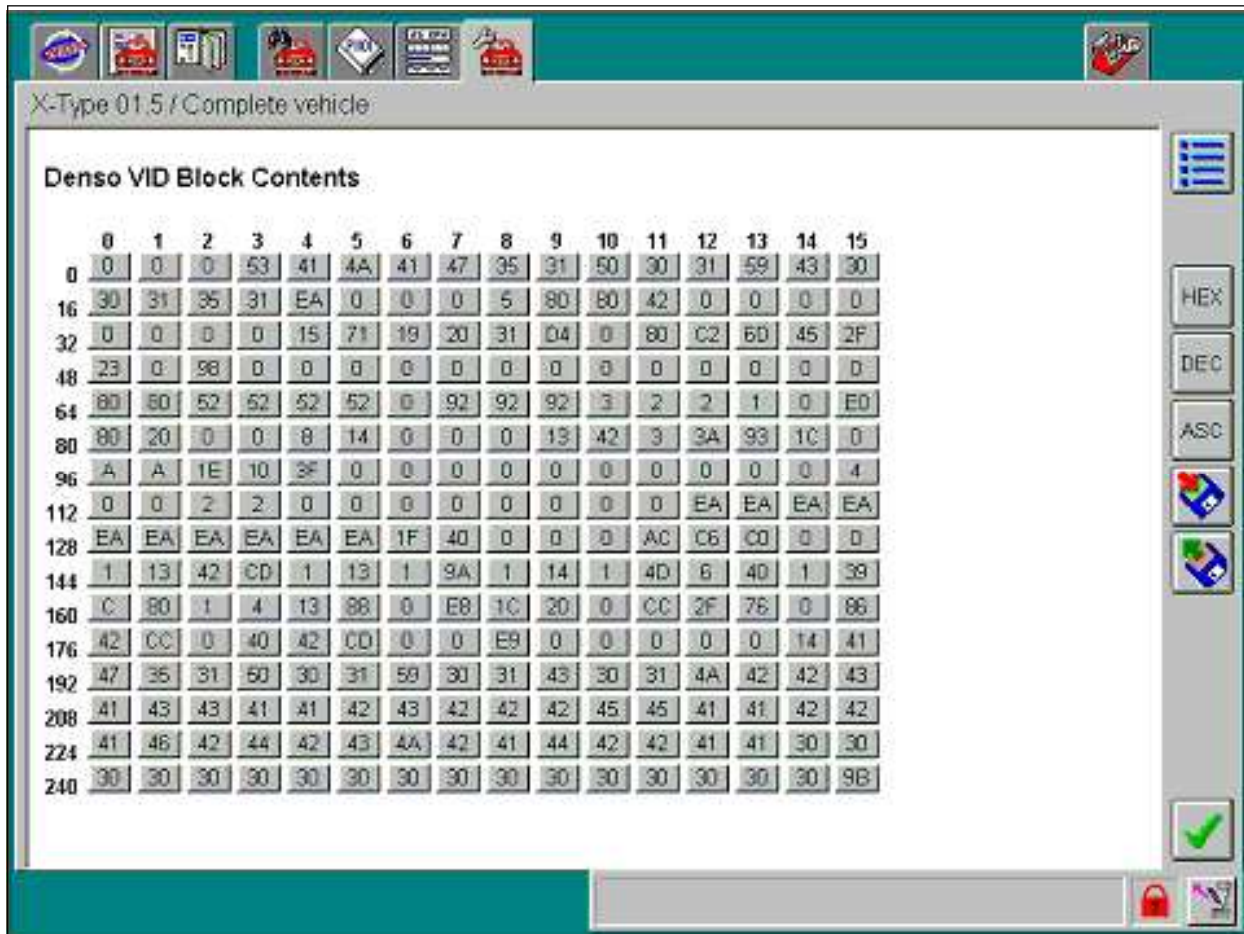 X-Type 01.5 / Complete vehicle
Denso VID Block Contents
0 1 2 3 4 5 6 7 8 9 10 11 12 13 14 15
0 0 0 0 53 41 4A 41 47 35 31 50 30 31 59 43 30
16 30 31 35 31 EA 0 0 0 5 80 80 42 0 0 0 0
32 0 0 0 0 15 71 19 20 31 D4 0 80 C2 6D 45 2F
48 23 0 98 0 0 0 0 0 0 0 0 0 0 0 0 0
64 80 80 52 52 52 52 0 92 92 92 3 2 2 1 0 E0
80 80 20 0 0 8 14 0 0 0 13 42 3 3A 93 1C 0
96 A A 1E 10 3F 0 0 0 0 0 0 0 0 0 0 4
112 0 0 2 2 0 0 0 0 0 0 0 0 EA EA EA EA
128 EA EA EA EA EA EA 1F 40 0 0 0 AC C6 C0 0 0
144 1 13 42 CD 1 13 1 9A 1 14 1 4D 6 40 1 39
160 C 80 1 4 13 88 0 E8 1C 20 0 CC 2F 76 0 86
176 42 CC 0 40 42 CD 0 0 E9 0 0 0 0 0 14 41
192 47 35 31 50 30 31 59 30 31 43 30 31 4A 42 42 43
208 41 43 43 41 41 42 43 42 42 42 45 45 41 41 42 42
224 41 46 42 44 42 43 4A 42 41 44 42 42 41 41 30 30
240 30 30 30 30 30 30 30 30 30 30 30 30 30 30 30 9B
HEX
DEC
ASC